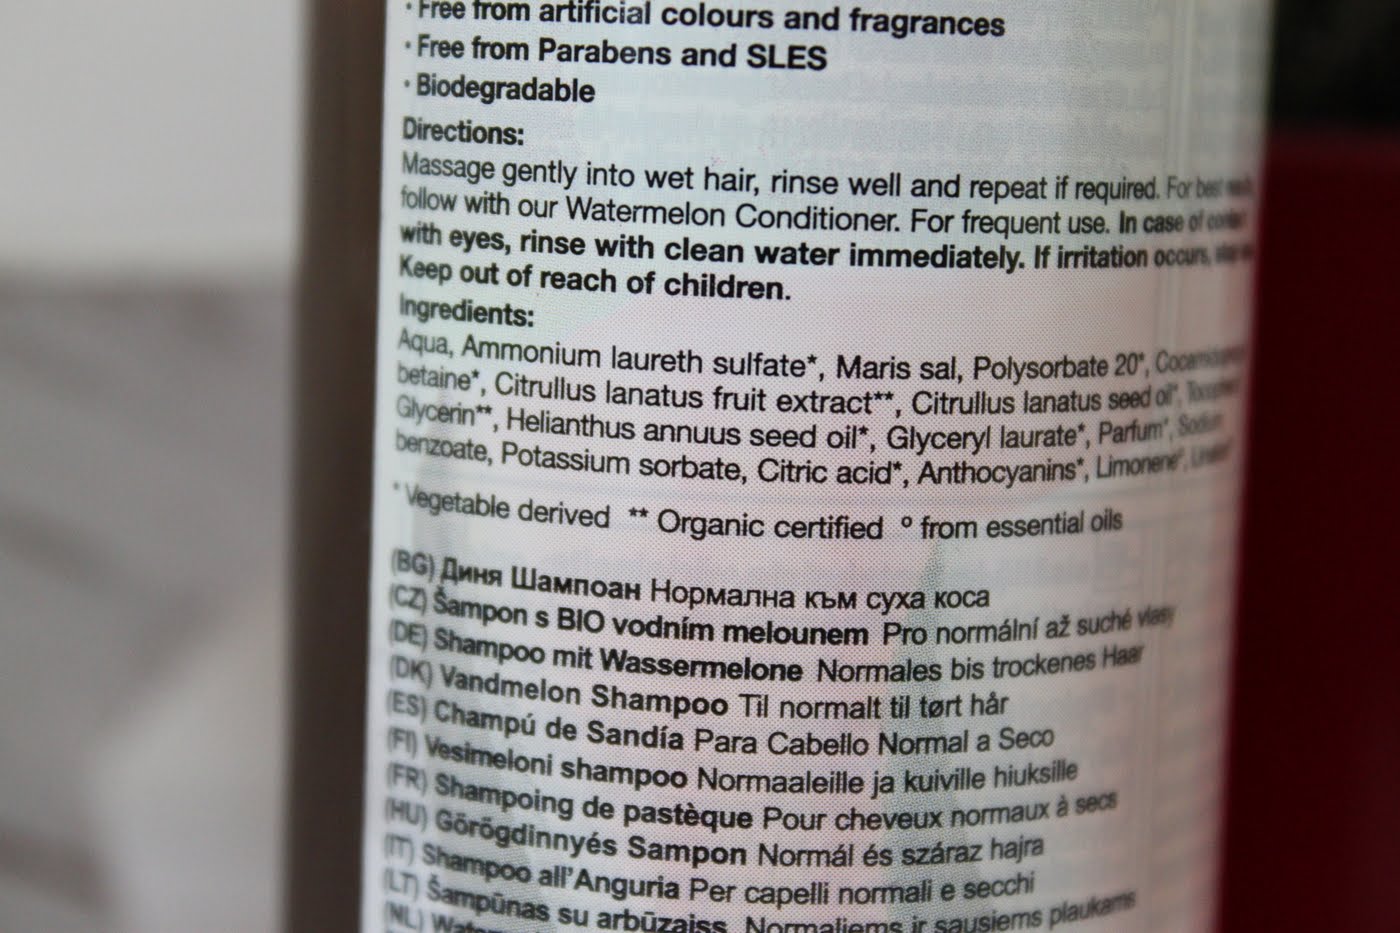 · Free from artificial colours and fragrances
· Free from Parabens and SLES
· Biodegradable
Directions:
Massage gently into wet hair, rinse well and repeat if required. For best
follow with our Watermelon Conditioner. For frequent use. In case of contact
with eyes, rinse with clean water immediately. If irritation occurs,
Keep out of reach of children.
Ingredients:
Aqua, Ammonium laureth sulfate*, Maris sal, Polysorbate 20*,
betaine*, Citrullus lanatus fruit extract**, Citrullus lanatus seed oil*,
Glycerin**, Helianthus annuus seed oil*, Glyceryl laurate*, Parfum°, Sodium
benzoate, Potassium sorbate, Citric acid*, Anthocyanins*, Limonene°,
* Vegetable derived ** Organic certified ° from essential oils
(BG) Диня Шампоан Нормална към суха коса
(CZ) Šampon s BIO vodním melounem Pro normální až suché vlasy
(DE) Shampoo mit Wassermelone Normales bis trockenes Haar
(DK) Vandmelon Shampoo Til normalt til tørt hår
(ES) Champú de Sandía Para Cabello Normal a Seco
(FI) Vesimeloni shampoo Normaaleille ja kuiville hiuksille
(FR) Shampoing de pastèque Pour cheveux normaux à secs
(HU) Görögdinnyés Sampon Normál és száraz hajra
(IT) Shampoo all'Anguria Per capelli normali e secchi
(LT) Šampūnas su arbūzaiss Normaliems ir sausiems plaukams
(NL)